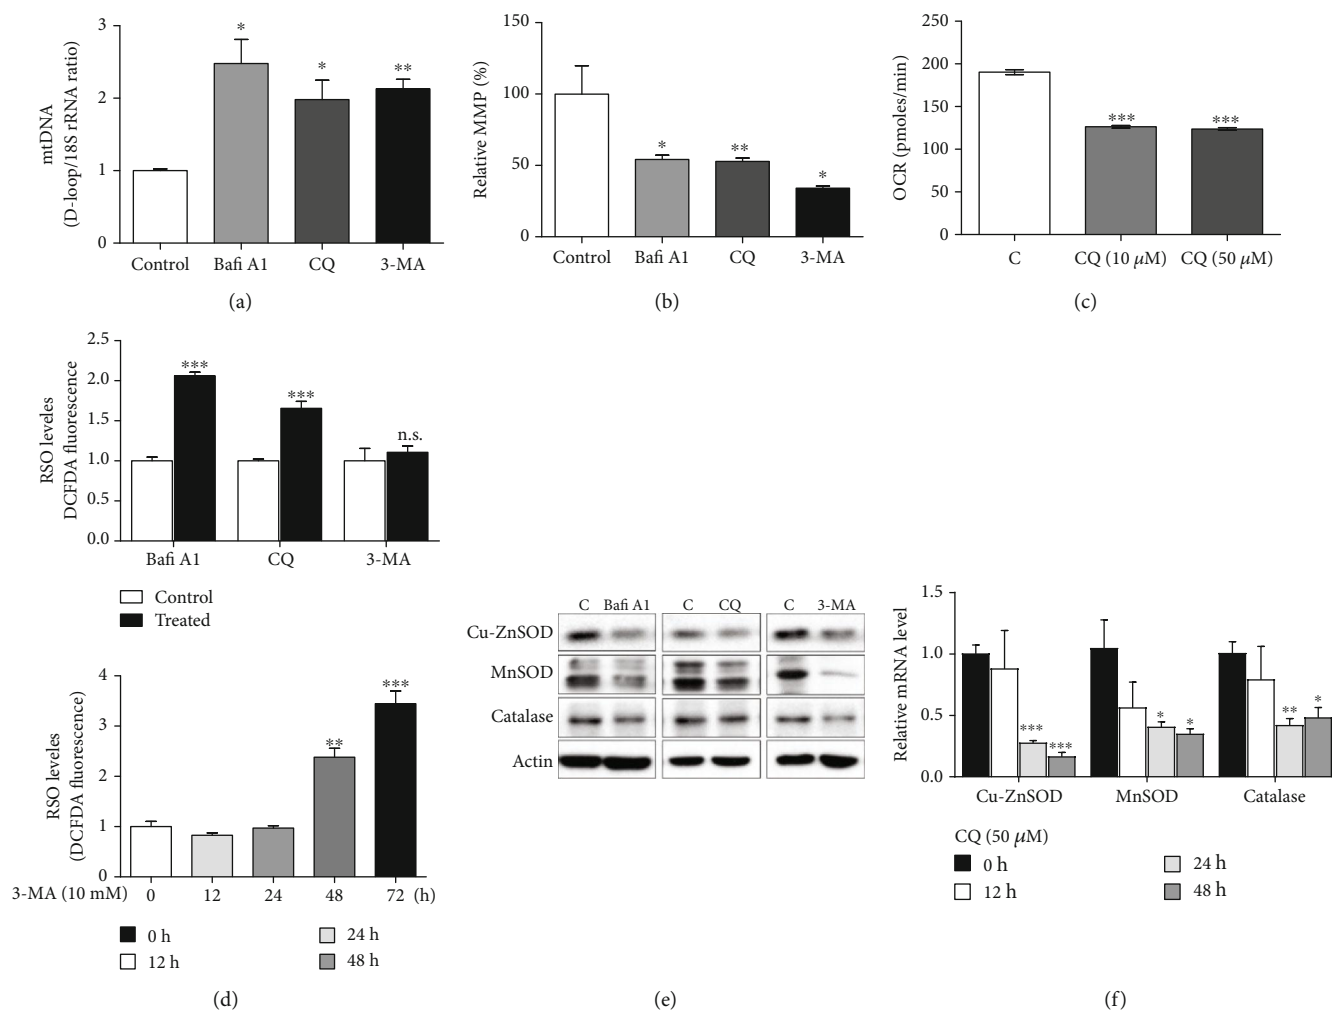 3
2
1
0
mtDNA
(D-loop/18S rRNA ratio)
*
*
**
Control
Bafi A1
CQ
3-MA
(a)
150
100
50
0
Relative MMP (%)
*
**
*
Control
Bafi A1
CQ
3-MA
(b)
250
200
150
100
50
0
OCR (pmoles/min)
***
***
C
CQ (10 µM)
CQ (50 µM)
(c)
2.5
2.0
1.5
1.0
0.5
0.0
RSO leveles
DCFDA fluorescence
***
***
n.s.
Bafi A1
CQ
3-MA
Control
Treated
4
3
2
1
0
RSO leveles
(DCFDA fluorescence)
**
***
3-MA (10 mM)
0
12
24
48
72
(h)
0 h
12 h
24 h
48 h
(d)
C
Bafi A1
C
CQ
C
3-MA
Cu-ZnSOD
MnSOD
Catalase
Actin
(e)
1.5
1.0
0.5
0.0
Relative mRNA level
***
***
*
*
**
*
Cu-ZnSOD
MnSOD
Catalase
CQ (50 µM)
0 h
12 h
24 h
48 h
(f)